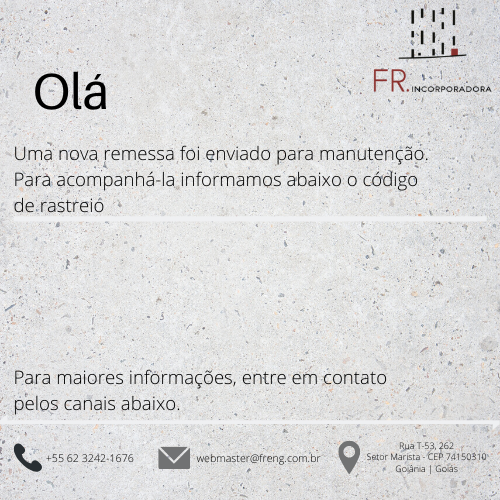 FR. INCORPORADORA
Olá
Uma nova remessa foi enviado para manutenção.
Para acompanhá-la informamos abaixo o código
de rastreio
Para maiores informações, entre em contato
pelos canais abaixo.
+55 62 3242-1676
webmaster@freng.com.br
Rua T-53, 262
Setor Marista - CEP 74150310
Goiânia | Goiás